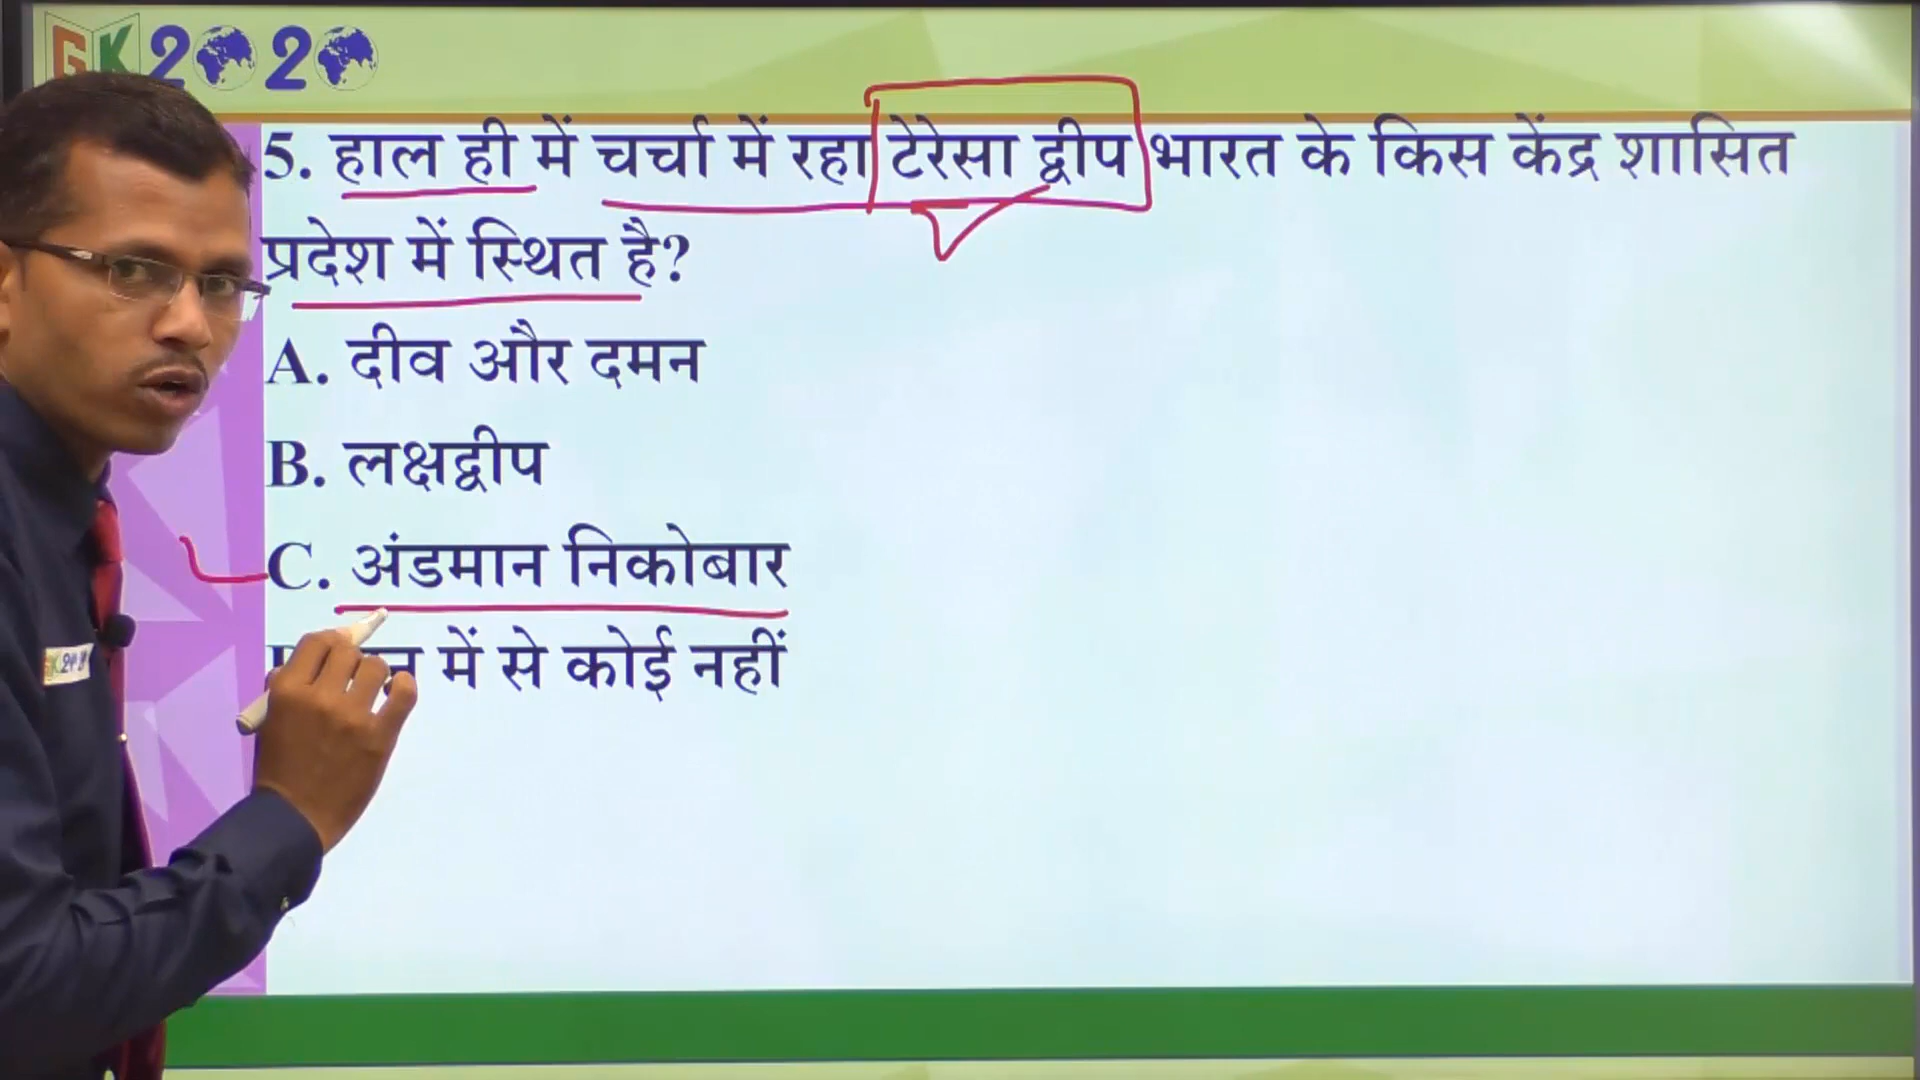 GK 2020
5. हाल ही में चर्चा में रहा टेरेसा द्वीप भारत के किस केंद्र शासित
प्रदेश में स्थित है?
A. दीव और दमन
B. लक्षद्वीप
C. अंडमान निकोबार
में से कोई नहीं